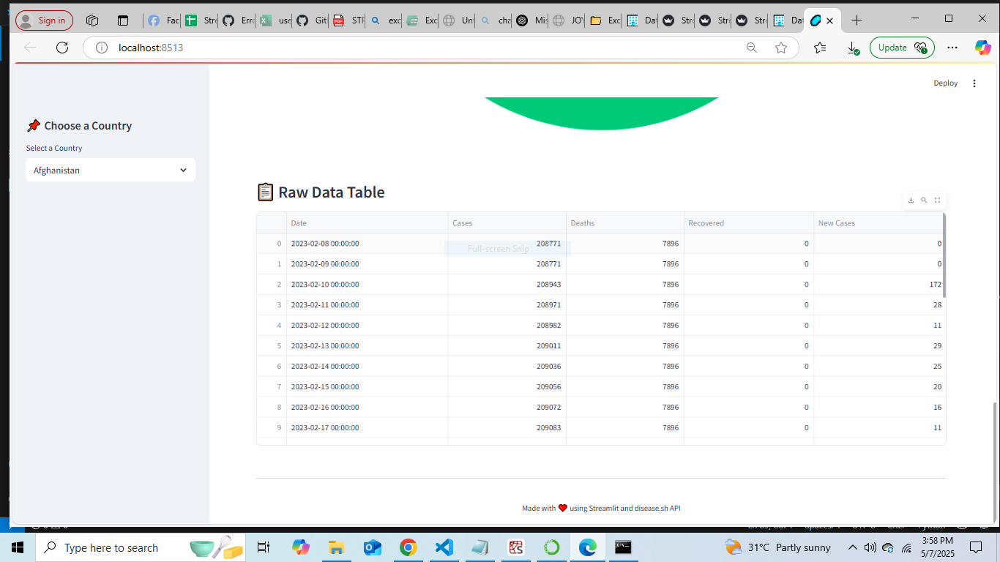 Sign in
Fac
Stre
Erro
use
Git
STF
exc
Exc
Uni
cha
Mis
JO'
Exc
Da
Str
Str
Str
Da
localhost:8513
Update
Deploy
📌 Choose a Country
Select a Country
Afghanistan
📋 Raw Data Table
Date Cases Deaths Recovered New Cases
0 2023-02-08 00:00:00 208771 7896 0 0
Full-screen Snip
1 2023-02-09 00:00:00 208771 7896 0 0
2 2023-02-10 00:00:00 208943 7896 0 172
3 2023-02-11 00:00:00 208971 7896 0 28
4 2023-02-12 00:00:00 208982 7896 0 11
5 2023-02-13 00:00:00 209011 7896 0 29
6 2023-02-14 00:00:00 209036 7896 0 25
7 2023-02-15 00:00:00 209056 7896 0 20
8 2023-02-16 00:00:00 209072 7896 0 16
9 2023-02-17 00:00:00 209083 7896 0 11
Made with ❤️ using Streamlit and disease.sh API
Type here to search
31°C Partly sunny
3:58 PM
5/7/2025